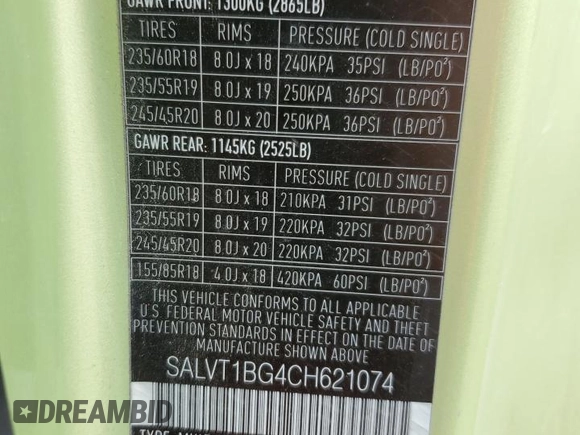 GAWR FRONT: 1300KG (2865LB)
TIRES RIMS PRESSURE (COLD SINGLE)
235/60R18 8.0J x 18 240KPA 35PSI (LB/PO²)
235/55R19 8.0J x 19 250KPA 36PSI (LB/PO²)
245/45R20 8.0J x 20 250KPA 36PSI (LB/PO²)
GAWR REAR: 1145KG (2525LB)
TIRES RIMS PRESSURE (COLD SINGLE)
235/60R18 8.0J x 18 210KPA 31PSI (LB/PO²)
235/55R19 8.0J x 19 220KPA 32PSI (LB/PO²)
245/45R20 8.0J x 20 220KPA 32PSI (LB/PO²)
155/85R18 4.0J x 18 420KPA 60PSI (LB/PO²)
THIS VEHICLE CONFORMS TO ALL APPLICABLE
U.S. FEDERAL MOTOR VEHICLE SAFETY AND THEFT
PREVENTION STANDARDS IN EFFECT ON THE DATE
OF MANUFACTURE SHOWN ABOVE.
SALVT1BG4CH621074
DREAMBID